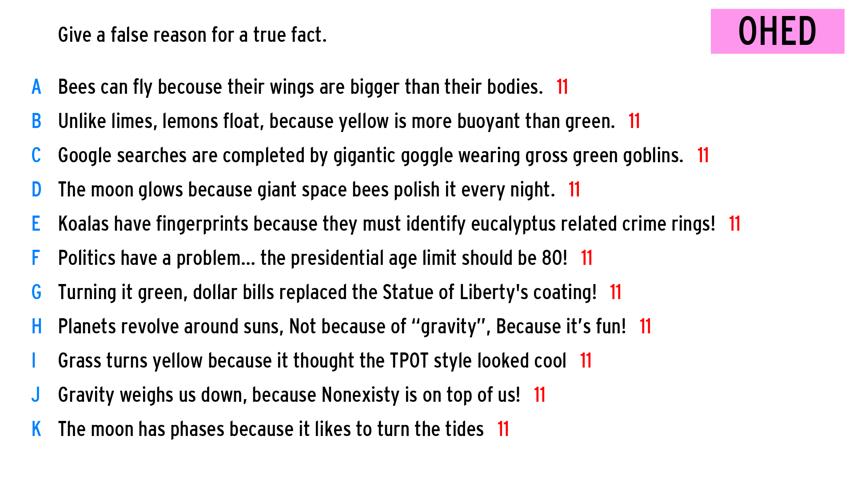 Give a false reason for a true fact.
OHED
A Bees can fly becouse their wings are bigger than their bodies. 11
B Unlike limes, lemons float, because yellow is more buoyant than green. 11
C Google searches are completed by gigantic goggle wearing gross green goblins. 11
D The moon glows because giant space bees polish it every night. 11
E Koalas have fingerprints because they must identify eucalyptus related crime rings! 11
F Politics have a problem... the presidential age limit should be 80! 11
G Turning it green, dollar bills replaced the Statue of Liberty's coating! 11
H Planets revolve around suns, Not because of “gravity”, Because it’s fun! 11
I Grass turns yellow because it thought the TPOT style looked cool 11
J Gravity weighs us down, because Nonexisty is on top of us! 11
K The moon has phases because it likes to turn the tides 11